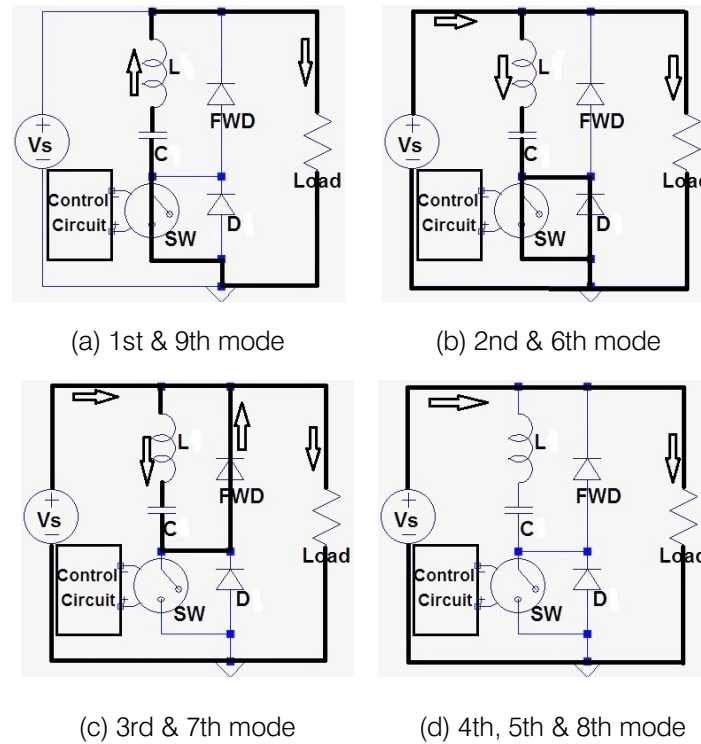 L
FWD
+
Vs
−
C
Load
Control
Circuit
+
+
D
SW
(a) 1st & 9th mode
L
FWD
+
Vs
−
C
Load
Control
Circuit
+
+
D
SW
(b) 2nd & 6th mode
L
FWD
+
Vs
−
C
Load
Control
Circuit
+
D
SW
(c) 3rd & 7th mode
L
FWD
+
Vs
−
C
Load
Control
Circuit
+
D
SW
(d) 4th, 5th & 8th mode